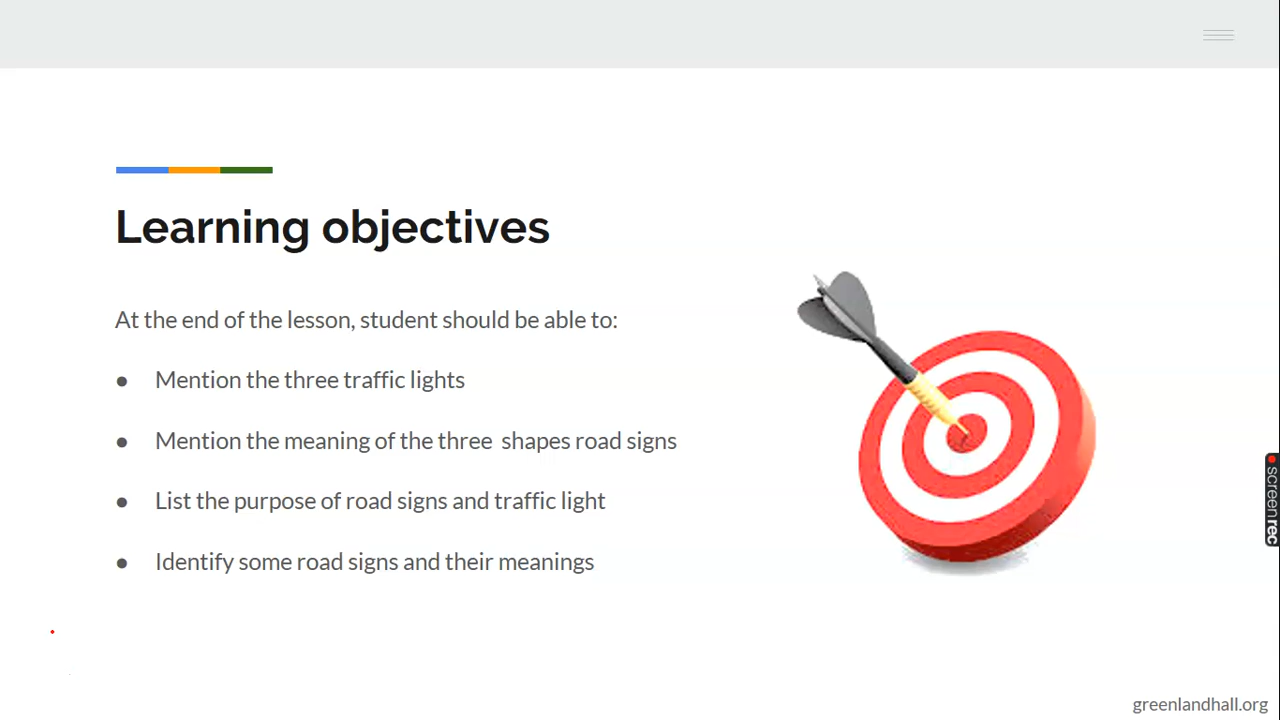 Learning objectives
At the end of the lesson, student should be able to:
● Mention the three traffic lights
● Mention the meaning of the three  shapes road signs
● List the purpose of road signs and traffic light
● Identify some road signs and their meanings
screenrec
greenlandhall.org